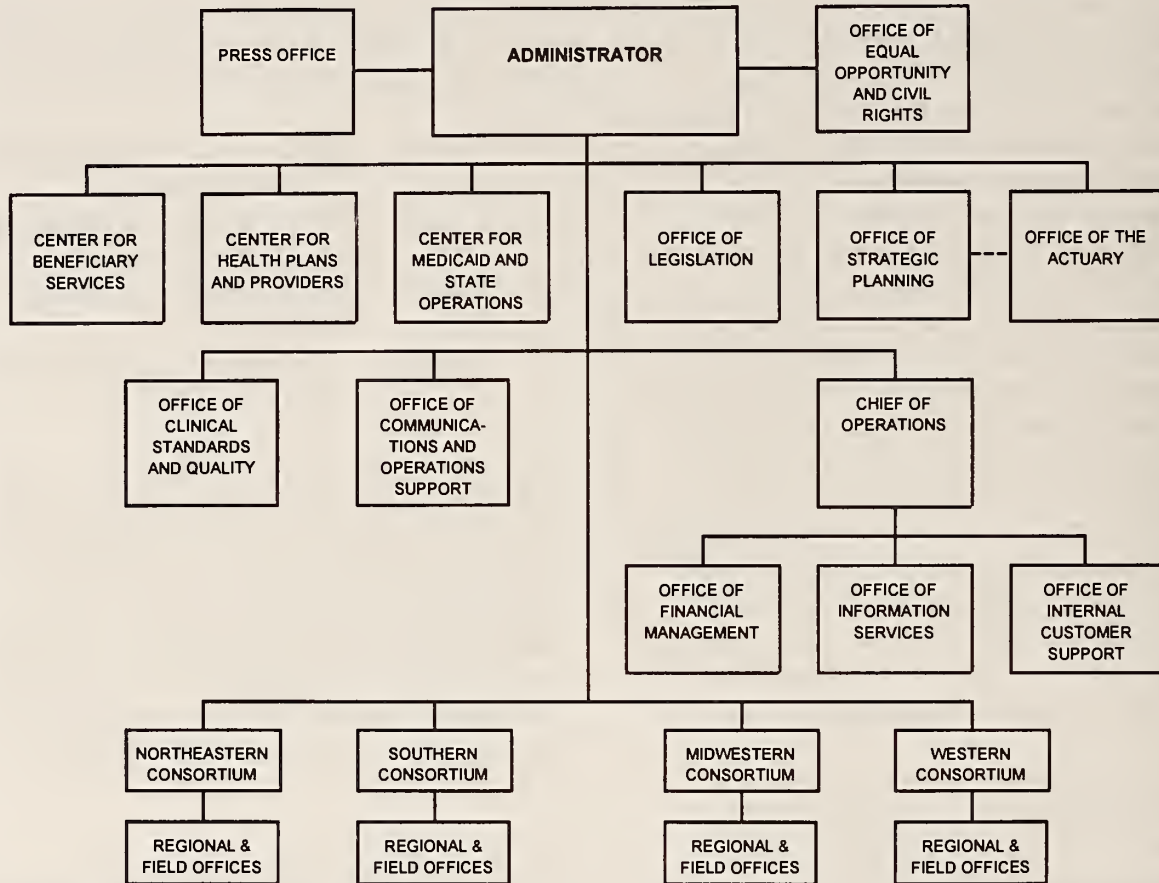 PRESS OFFICE
ADMINISTRATOR
OFFICE OF
EQUAL
OPPORTUNITY
AND CIVIL
RIGHTS
CENTER FOR
BENEFICIARY
SERVICES
CENTER FOR
HEALTH PLANS
AND PROVIDERS
CENTER FOR
MEDICAID AND
STATE
OPERATIONS
OFFICE OF
LEGISLATION
OFFICE OF
STRATEGIC
PLANNING
OFFICE OF THE
ACTUARY
OFFICE OF
CLINICAL
STANDARDS
AND QUALITY
OFFICE OF
COMMUNICA-
TIONS AND
OPERATIONS
SUPPORT
CHIEF OF
OPERATIONS
OFFICE OF
FINANCIAL
MANAGEMENT
OFFICE OF
INFORMATION
SERVICES
OFFICE OF
INTERNAL
CUSTOMER
SUPPORT
NORTHEASTERN
CONSORTIUM
SOUTHERN
CONSORTIUM
MIDWESTERN
CONSORTIUM
WESTERN
CONSORTIUM
REGIONAL &
FIELD OFFICES
REGIONAL &
FIELD OFFICES
REGIONAL &
FIELD OFFICES
REGIONAL &
FIELD OFFICES